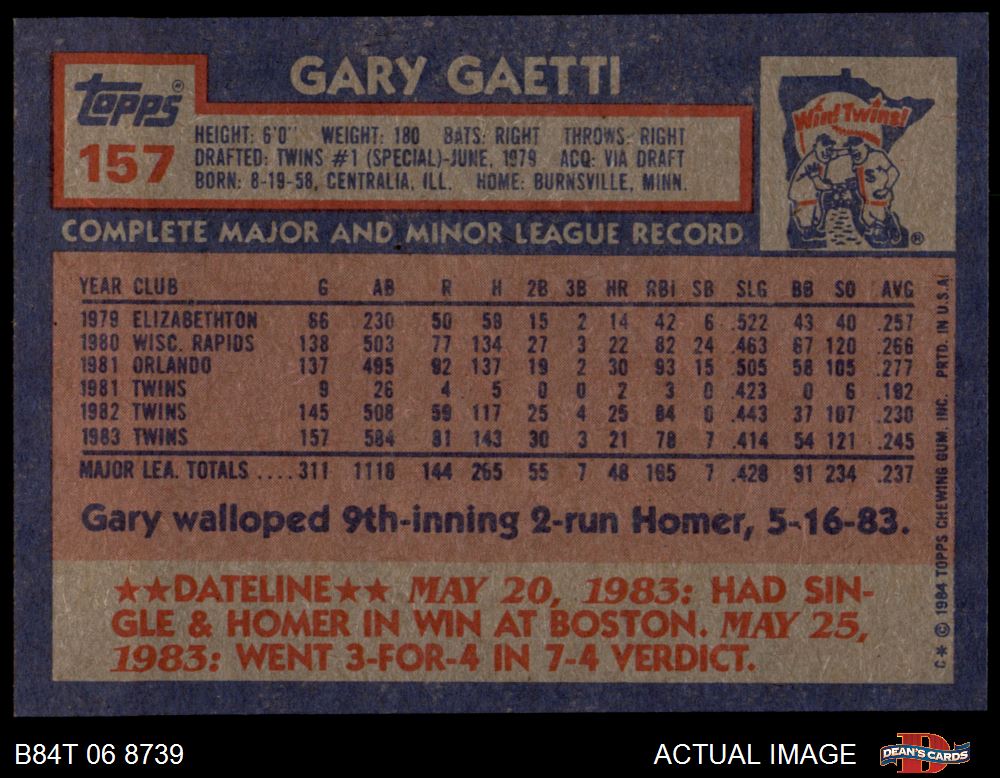 GARY GAETTI
TOPPS®
157
HEIGHT: 6'0" WEIGHT: 180 BATS: RIGHT THROWS: RIGHT
DRAFTED: TWINS #1 (SPECIAL)-JUNE, 1979 ACQ: VIA DRAFT
BORN: 8-19-58, CENTRALIA, ILL. HOME: BURNSVILLE, MINN.
Win! Twins!
®
COMPLETE MAJOR AND MINOR LEAGUE RECORD
YEAR CLUB G AB R H 2B 3B HR RBI SB SLG BB SO AVG
1979 ELIZABETHTON 66 230 50 59 15 2 14 42 6 .522 43 40 .257
1980 WISC. RAPIDS 138 503 77 134 27 3 22 82 24 .463 67 120 .266
1981 ORLANDO 137 495 92 137 19 2 30 93 15 .505 58 105 .277
1981 TWINS 9 26 4 5 0 0 2 3 0 .423 0 6 .192
1982 TWINS 145 508 59 117 25 4 25 84 0 .443 37 107 .230
1983 TWINS 157 584 81 143 30 3 21 78 7 .414 54 121 .245
MAJOR LEA. TOTALS .... 311 1118 144 265 55 7 48 165 7 .428 91 234 .237
Gary walloped 9th-inning 2-run Homer, 5-16-83.
★★DATELINE★★ MAY 20, 1983: HAD SIN-
GLE & HOMER IN WIN AT BOSTON. MAY 25,
1983: WENT 3-FOR-4 IN 7-4 VERDICT.
C* © 1984 TOPPS CHEWING GUM, INC. PRTD. IN U.S.A.
B84T 06 8739
ACTUAL IMAGE
DEAN'S CARDS